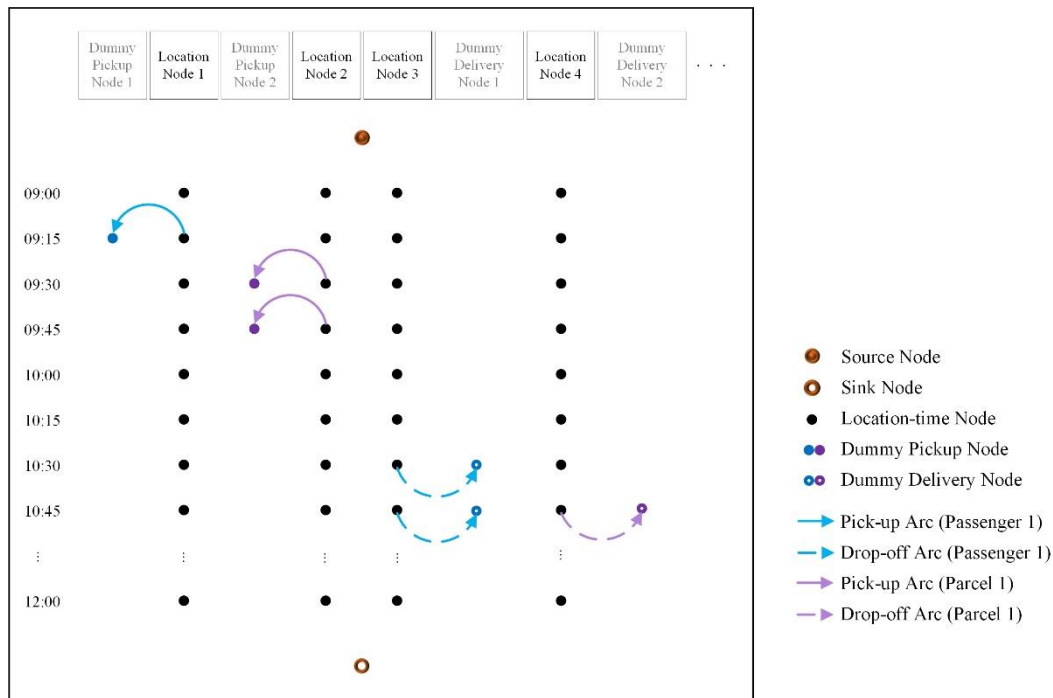 Dummy
Pickup
Node 1
Location
Node 1
Dummy
Pickup
Node 2
Location
Node 2
Location
Node 3
Dummy
Delivery
Node 1
Location
Node 4
Dummy
Delivery
Node 2
· · ·
09:00
09:15
09:30
09:45
10:00
10:15
10:30
10:45
12:00
Source Node
Sink Node
Location-time Node
Dummy Pickup Node
Dummy Delivery Node
Pick-up Arc (Passenger 1)
Drop-off Arc (Passenger 1)
Pick-up Arc (Parcel 1)
Drop-off Arc (Parcel 1)